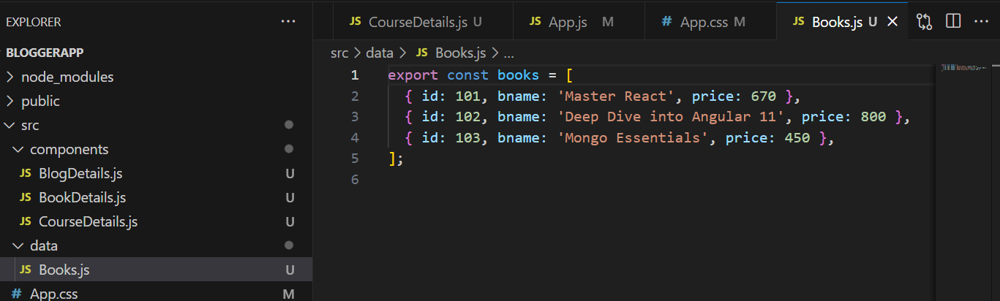 EXPLORER ...
BLOGGERAPP
> node_modules
> public
src
components
JS BlogDetails.js U
JS BookDetails.js U
JS CourseDetails.js U
data
JS Books.js U
# App.css M
JS CourseDetails.js U JS App.js M # App.css M JS Books.js U
src > data > JS Books.js > ...
1 export const books = [
2 { id: 101, bname: 'Master React', price: 670 },
3 { id: 102, bname: 'Deep Dive into Angular 11', price: 800 },
4 { id: 103, bname: 'Mongo Essentials', price: 450 },
5 ];
6